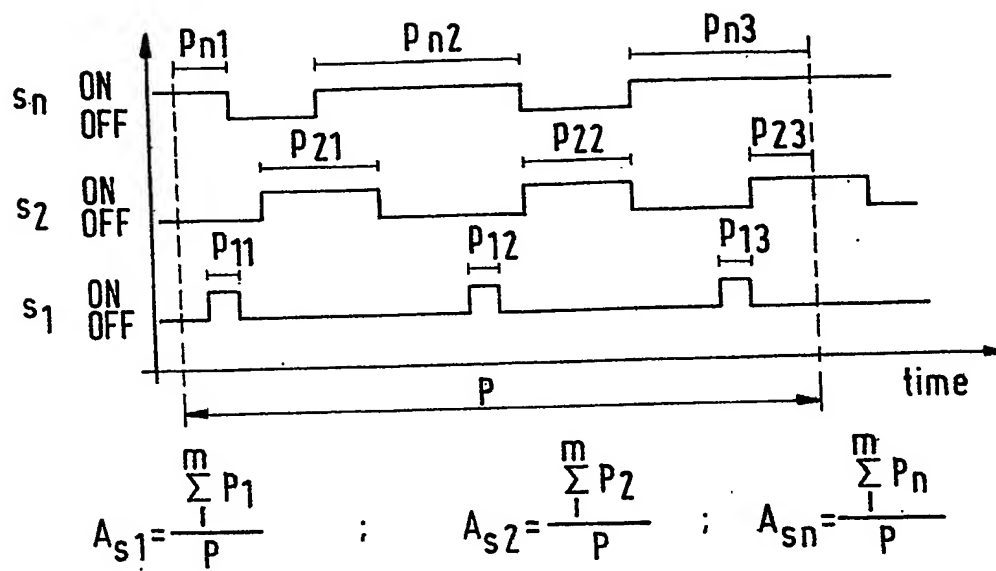 Pn1 Pn2 Pn3
sn ON
OFF
P21 P22 P23
s2 ON
OFF
P11 P12 P13
s1 ON
OFF
P time
As1 = m Σ 1 P1 / P ; As2 = m Σ 1 P2 / P ; Asn = m Σ 1 Pn / P